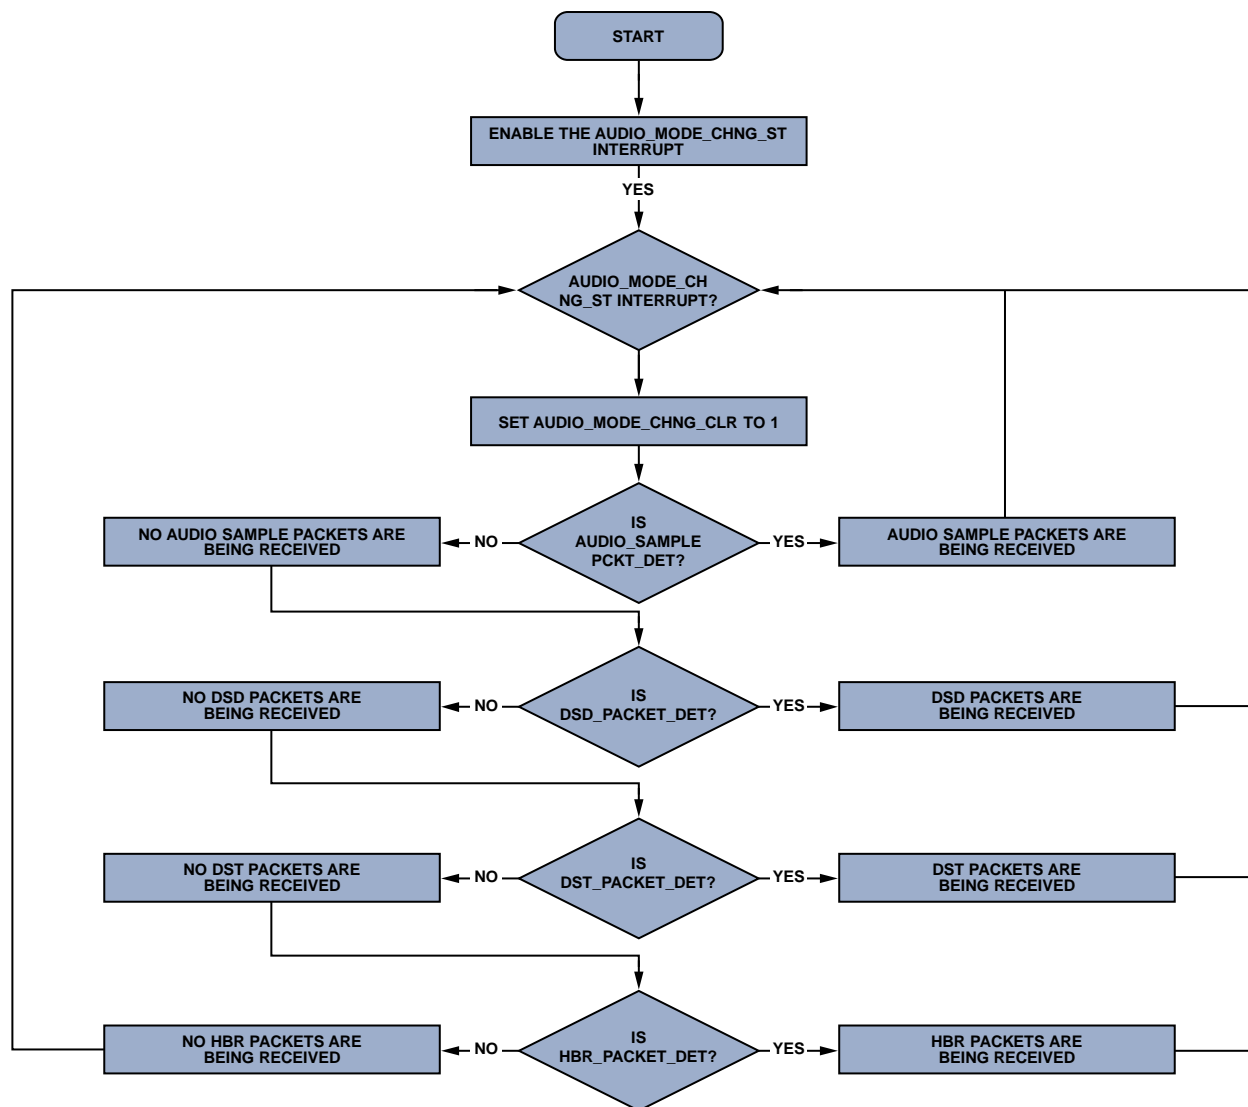 START
ENABLE THE AUDIO_MODE_CHNG_ST
INTERRUPT
YES
AUDIO_MODE_CH
NG_ST INTERRUPT?
SET AUDIO_MODE_CHNG_CLR TO 1
NO AUDIO SAMPLE PACKETS ARE
BEING RECEIVED
NO
IS
AUDIO_SAMPLE
PCKT_DET?
YES
AUDIO SAMPLE PACKETS ARE
BEING RECEIVED
NO DSD PACKETS ARE
BEING RECEIVED
NO
IS
DSD_PACKET_DET?
YES
DSD PACKETS ARE
BEING RECEIVED
NO DST PACKETS ARE
BEING RECEIVED
NO
IS
DST_PACKET_DET?
YES
DST PACKETS ARE
BEING RECEIVED
NO HBR PACKETS ARE
BEING RECEIVED
NO
IS
HBR_PACKET_DET?
YES
HBR PACKETS ARE
BEING RECEIVED